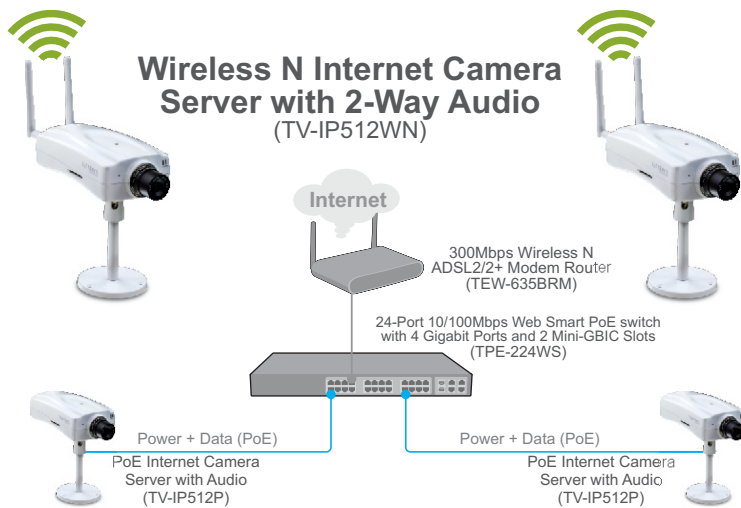 Wireless N Internet Camera
Server with 2-Way Audio
(TV-IP512WN)
Internet
300Mbps Wireless N
ADSL2/2+ Modem Router
(TEW-635BRM)
24-Port 10/100Mbps Web Smart PoE switch
with 4 Gigabit Ports and 2 Mini-GBIC Slots
(TPE-224WS)
Power + Data (PoE)
Power + Data (PoE)
PoE Internet Camera
Server with Audio
(TV-IP512P)
PoE Internet Camera
Server with Audio
(TV-IP512P)